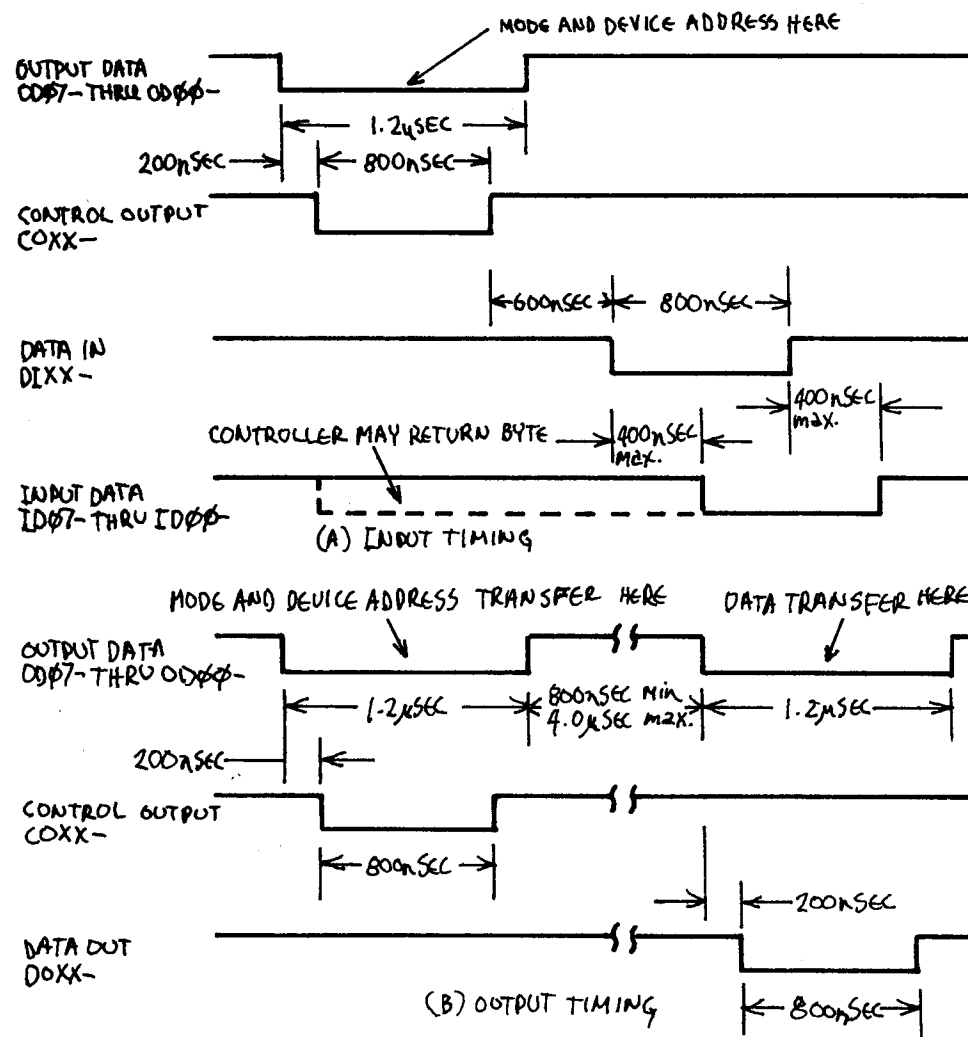 MODE AND DEVICE ADDRESS HERE
OUTPUT DATA
OD07- THRU OD00-
1.2µSEC
200nSEC
800nSEC
CONTROL OUTPUT
COXX-
600nSEC
800nSEC
DATA IN
DIXX-
400nSEC
max.
CONTROLLER MAY RETURN BYTE
400nSEC
max.
INPUT DATA
ID07- THRU ID00-
(A) INPUT TIMING
MODE AND DEVICE ADDRESS TRANSFER HERE
DATA TRANSFER HERE
OUTPUT DATA
OD07- THRU OD00-
1.2µSEC
800nSEC min
4.0µSEC max.
1.2µSEC
200nSEC
CONTROL OUTPUT
COXX-
800nSEC
200nSEC
DATA OUT
DOXX-
(B) OUTPUT TIMING
800nSEC